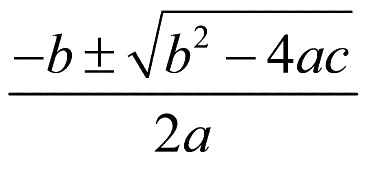 −b ± √(b² − 4ac)
2a